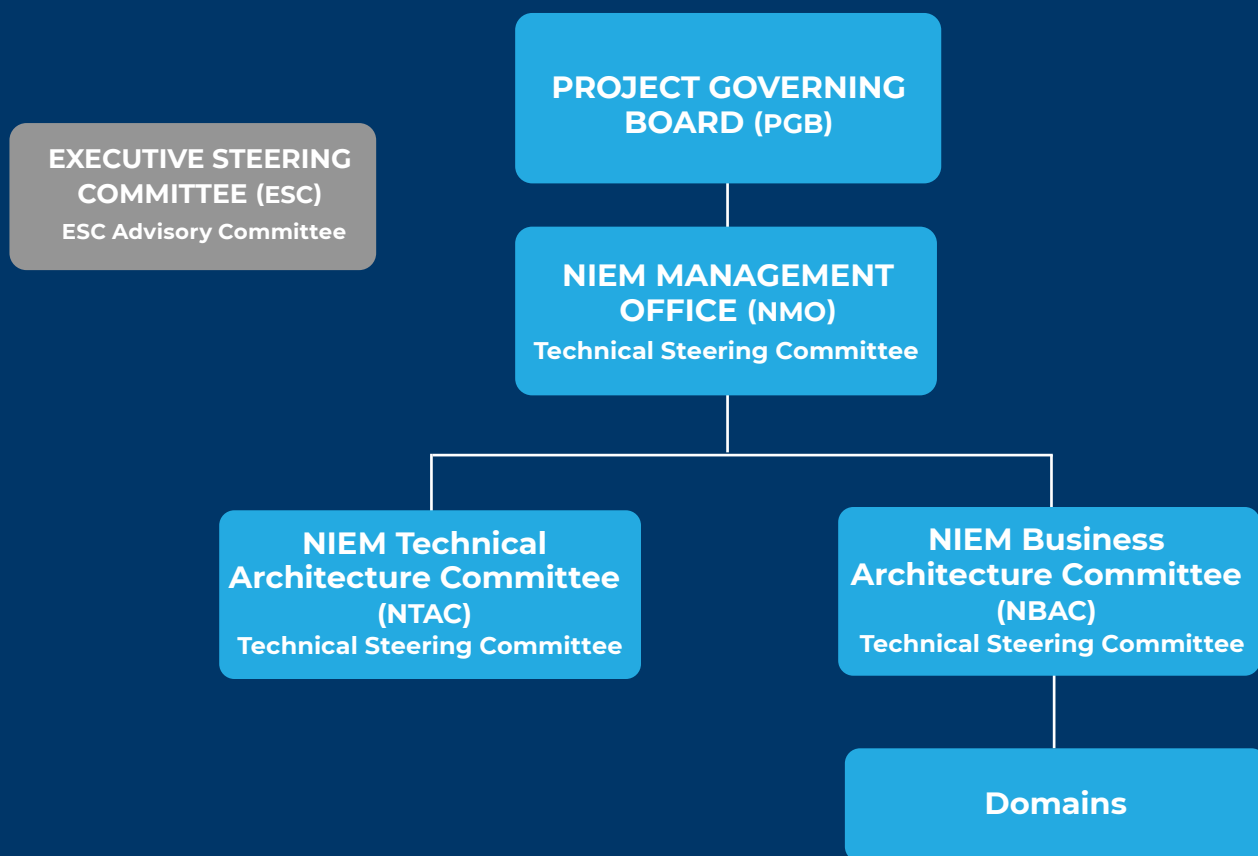 PROJECT GOVERNING
BOARD (PGB)
EXECUTIVE STEERING
COMMITTEE (ESC)
ESC Advisory Committee
NIEM MANAGEMENT
OFFICE (NMO)
Technical Steering Committee
NIEM Technical
Architecture Committee
(NTAC)
Technical Steering Committee
NIEM Business
Architecture Committee
(NBAC)
Technical Steering Committee
Domains